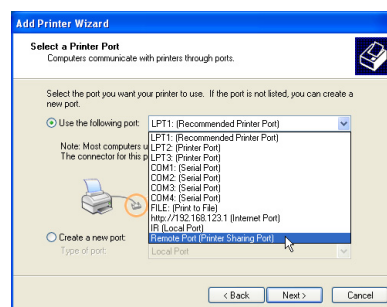 Add Printer Wizard
Select a Printer Port
Computers communicate with printers through ports.
Select the port you want your printer to use. If the port is not listed, you can create a
new port.
Use the following port:
LPT1: (Recommended Printer Port)
LPT1: (Recommended Printer Port)
LPT2: (Printer Port)
LPT3: (Printer Port)
COM1: (Serial Port)
COM2: (Serial Port)
COM3: (Serial Port)
COM4: (Serial Port)
FILE: (Print to File)
http://192.168.123.1 (Internet Port)
IR (Local Port)
Remote Port (Printer Sharing Port)
Note: Most computers u
The connector for this p
Create a new port:
Type of port:
Local Port
< Back
Next >
Cancel